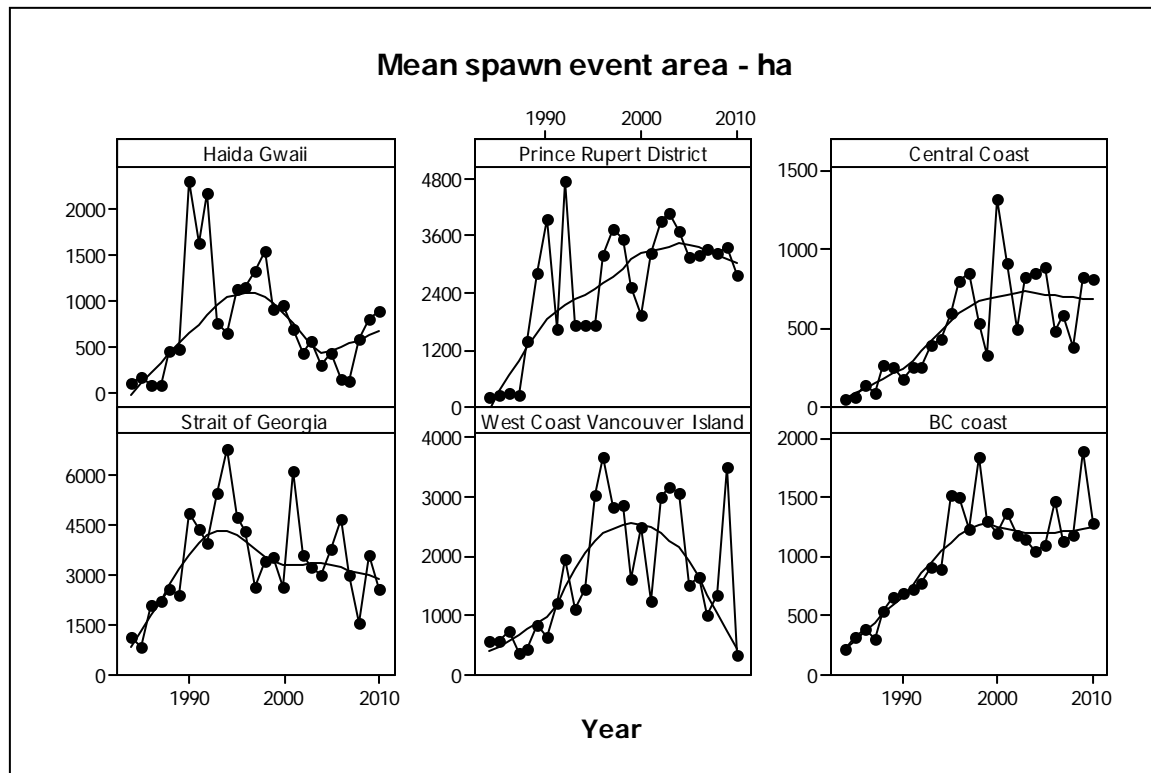 Mean spawn event area - ha
1990 2000 2010
Haida Gwaii
Prince Rupert District
Central Coast
2000
1500
1000
500
0
4800
3600
2400
1200
0
1500
1000
500
0
Strait of Georgia
West Coast Vancouver Island
BC coast
6000
4500
3000
1500
0
4000
3000
2000
1000
0
2000
1500
1000
500
0
1990 2000 2010
1990 2000 2010
Year